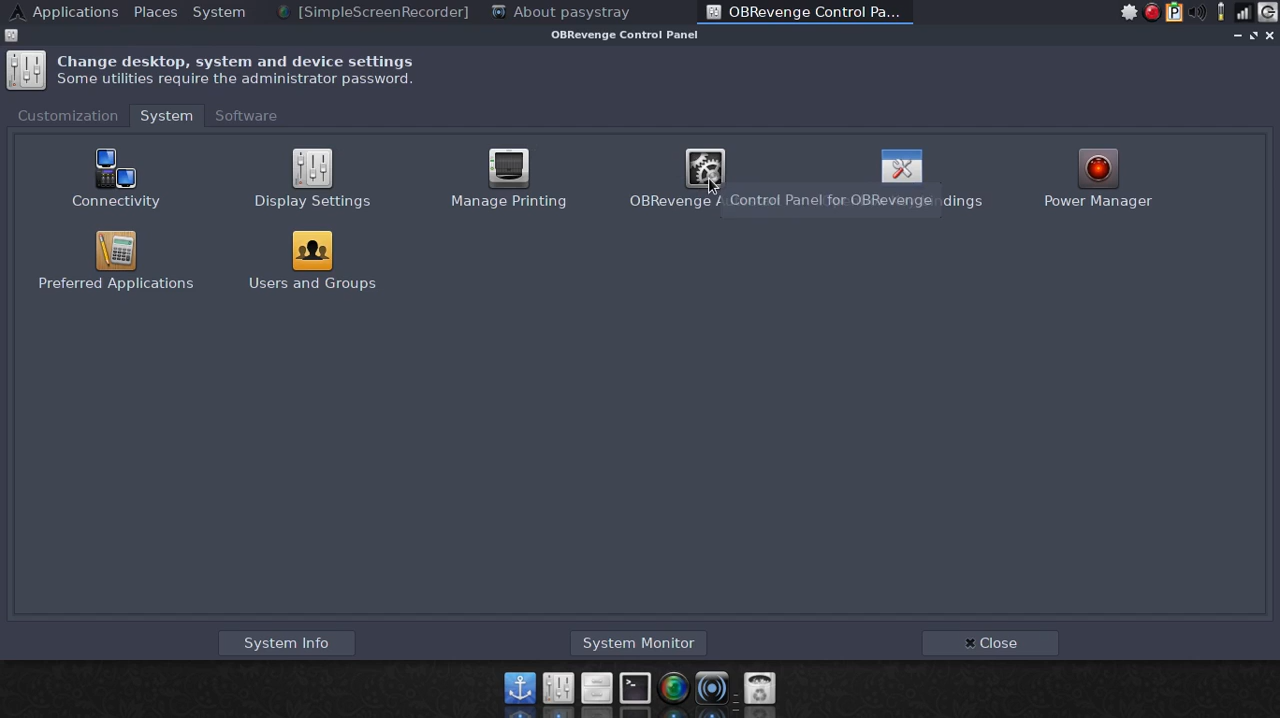 Applications Places System [SimpleScreenRecorder] About pasystray OBRevenge Control Pa...
OBRevenge Control Panel
Change desktop, system and device settings
Some utilities require the administrator password.
Customization System Software
Connectivity Display Settings Manage Printing OBRevenge Control Panel for OBRevenge ndings Power Manager
Preferred Applications Users and Groups
System Info System Monitor Close